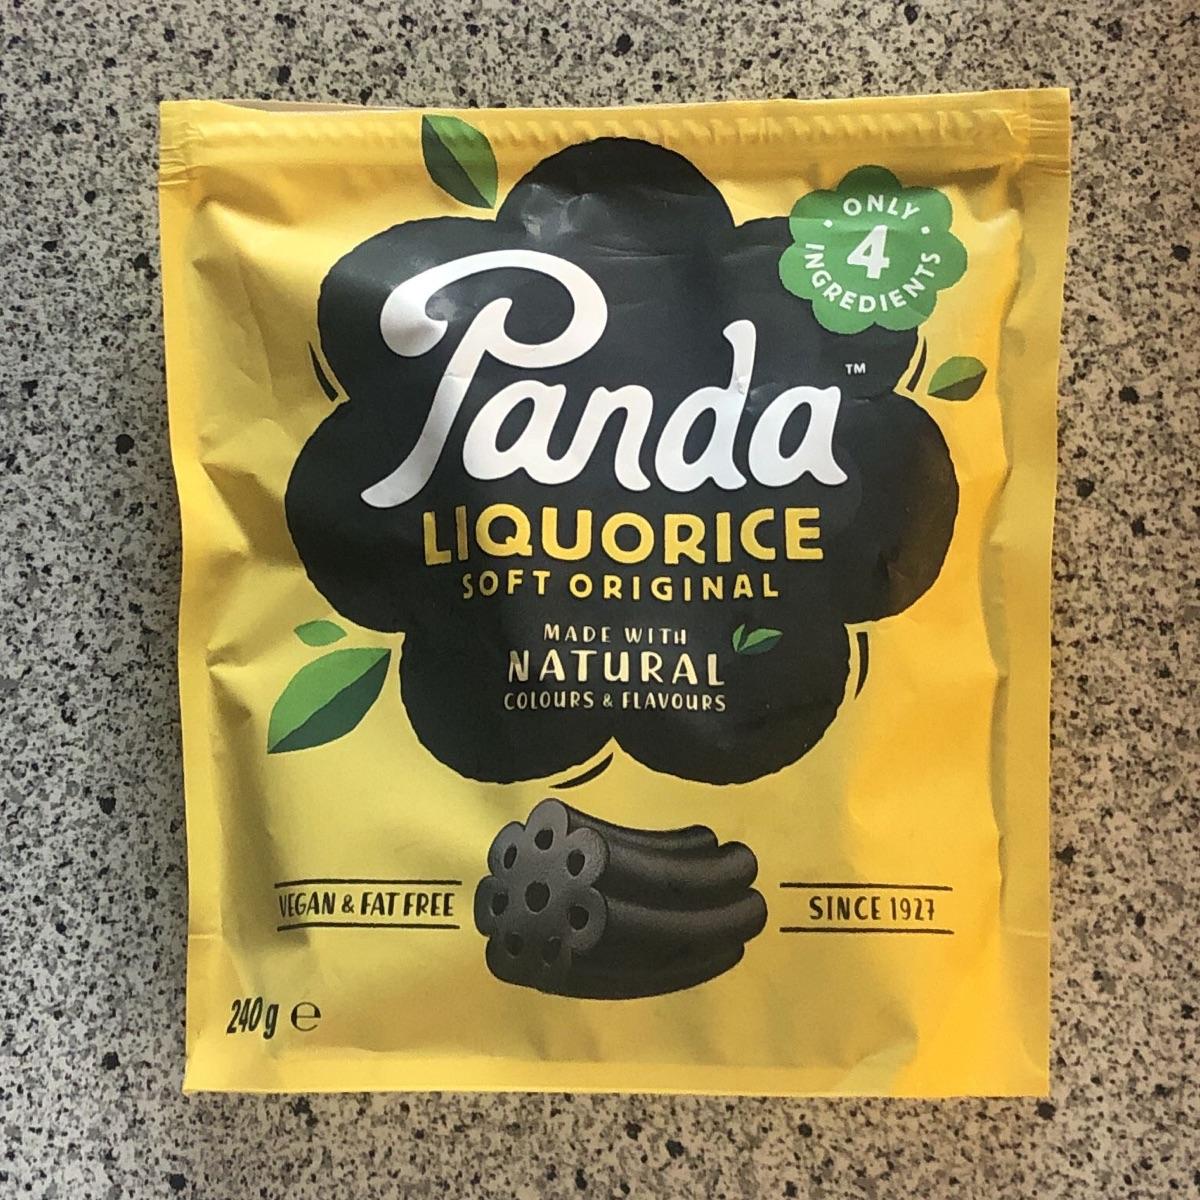 ONLY
4
INGREDIENTS
Panda™
LIQUORICE
SOFT ORIGINAL
MADE WITH
NATURAL
COLOURS & FLAVOURS
VEGAN & FAT FREE
SINCE 1927
240g ℮